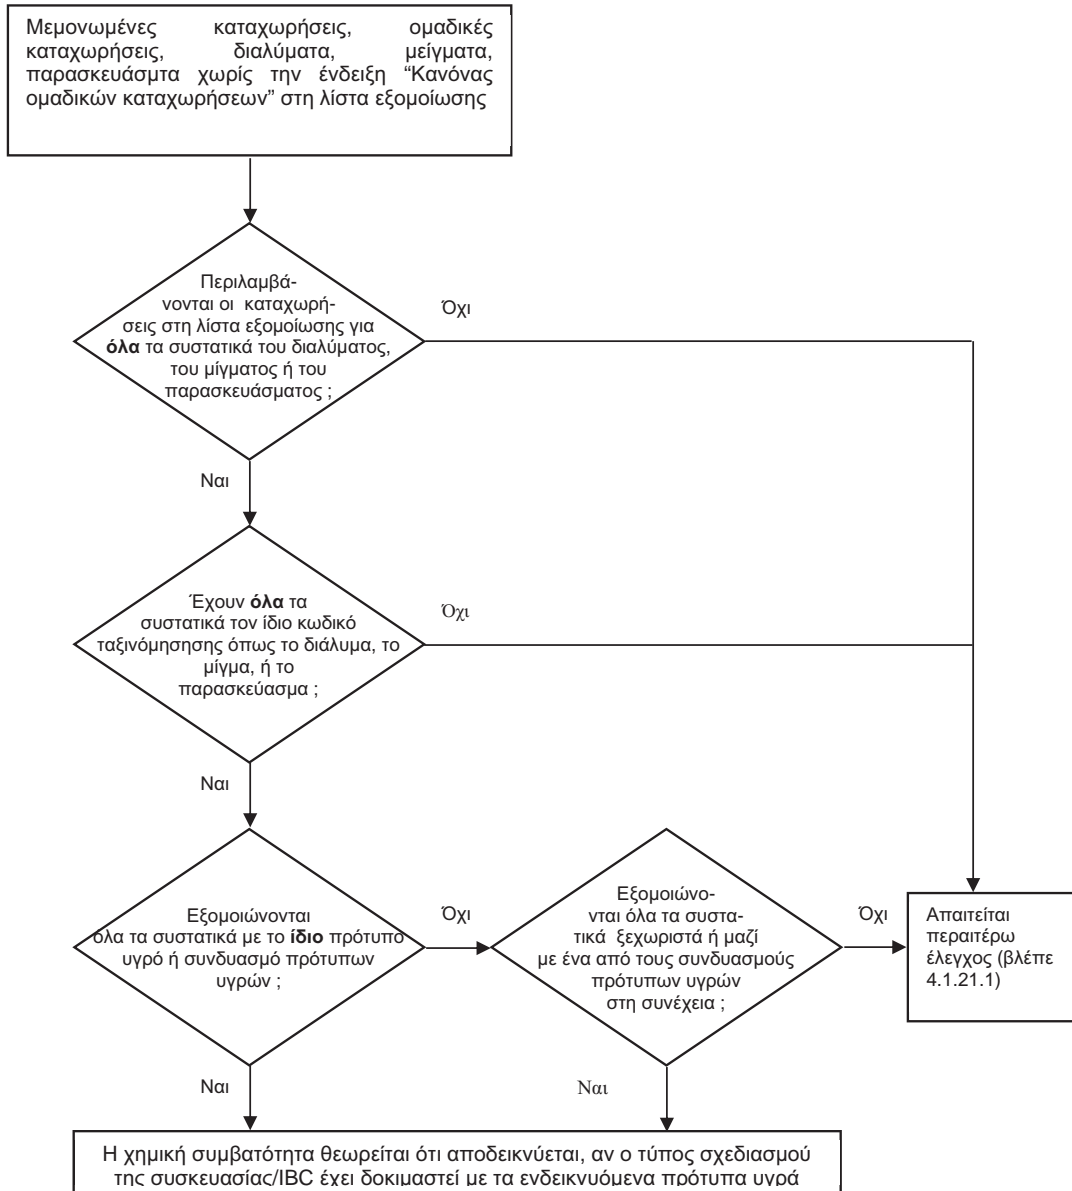 Μεμονωμένες καταχωρήσεις, ομαδικές
καταχωρήσεις, διαλύματα, μείγματα,
παρασκευάσμτα χωρίς την ένδειξη “Κανόνας
ομαδικών καταχωρήσεων” στη λίστα εξομοίωσης
Περιλαμβά-
νονται οι καταχωρή-
σεις στη λίστα εξομοίωσης για
όλα τα συστατικά του διαλύματος,
του μίγματος ή του
παρασκευάσματος ;
Όχι
Ναι
Έχουν όλα τα
συστατικά τον ίδιο κωδικό
ταξινόμησησης όπως το διάλυμα, το
μίγμα, ή το
παρασκεύασμα ;
Όχι
Ναι
Εξομοιώνονται
όλα τα συστατικά με το ίδιο πρότυπο
υγρό ή συνδυασμό πρότυπων
υγρών ;
Όχι
Εξομοιώνο-
νται όλα τα συστα-
τικά ξεχωριστά ή μαζί
με ένα από τους συνδυασμούς
πρότυπων υγρών
στη συνέχεια ;
Όχι
Απαιτείται
περαιτέρω
έλεγχος (βλέπε
4.1.21.1)
Ναι
Ναι
Η χημική συμβατότητα θεωρείται ότι αποδεικνύεται, αν ο τύπος σχεδιασμού
της συσκευασίας/IBC έχει δοκιμαστεί με τα ενδεικνυόμενα πρότυπα υγρά